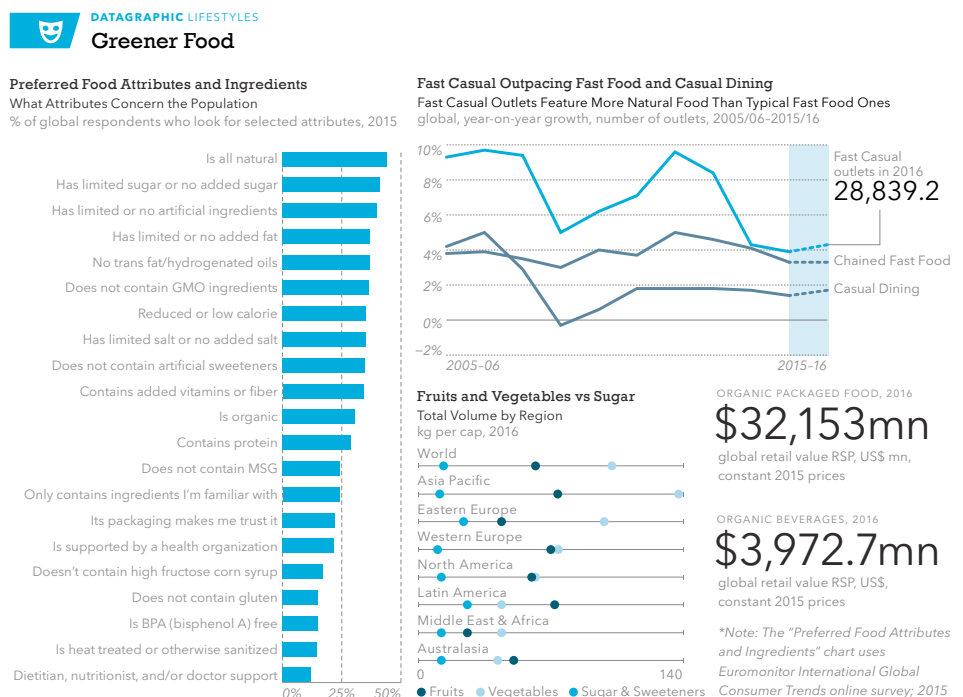 DATAGRAPHIC LIFESTYLES
Greener Food
Preferred Food Attributes and Ingredients
What Attributes Concern the Population
% of global respondents who look for selected attributes, 2015
Is all natural
Has limited sugar or no added sugar
Has limited or no artificial ingredients
Has limited or no added fat
No trans fat/hydrogenated oils
Does not contain GMO ingredients
Reduced or low calorie
Has limited salt or no added salt
Does not contain artificial sweeteners
Contains added vitamins or fiber
Is organic
Contains protein
Does not contain MSG
Only contains ingredients I'm familiar with
Its packaging makes me trust it
Is supported by a health organization
Doesn't contain high fructose corn syrup
Does not contain gluten
Is BPA (bisphenol A) free
Is heat treated or otherwise sanitized
Dietitian, nutritionist, and/or doctor support
0% 25% 50%
Fast Casual Outpacing Fast Food and Casual Dining
Fast Casual Outlets Feature More Natural Food Than Typical Fast Food Ones
global, year-on-year growth, number of outlets, 2005/06–2015/16
10%
8%
6%
4%
2%
0%
−2%
2005–06 2015–16
Fast Casual
outlets in 2016
28,839.2
Chained Fast Food
Casual Dining
Fruits and Vegetables vs Sugar
Total Volume by Region
kg per cap, 2016
World
Asia Pacific
Eastern Europe
Western Europe
North America
Latin America
Middle East & Africa
Australasia
0 140
Fruits Vegetables Sugar & Sweeteners
ORGANIC PACKAGED FOOD, 2016
$32,153mn
global retail value RSP, US$ mn,
constant 2015 prices
ORGANIC BEVERAGES, 2016
$3,972.7mn
global retail value RSP, US$,
constant 2015 prices
*Note: The "Preferred Food Attributes
and Ingredients" chart uses
Euromonitor International Global
Consumer Trends online survey; 2015